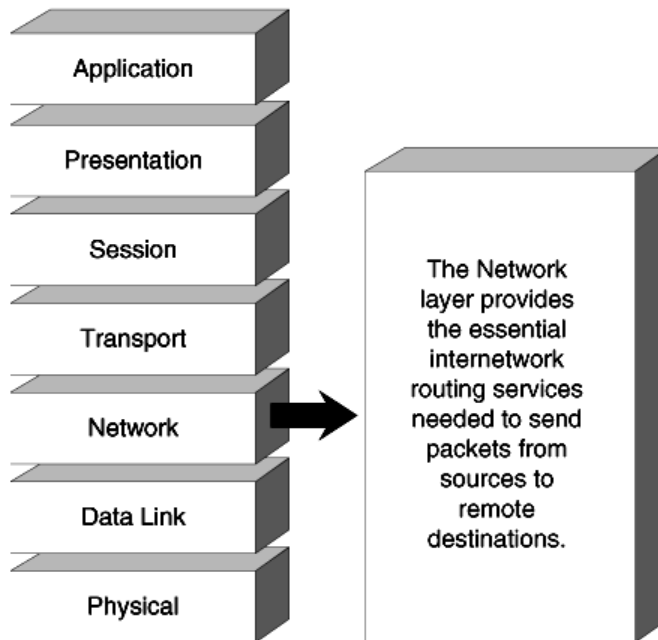 Application
Presentation
Session
Transport
Network
Data Link
Physical
The Network
layer provides
the essential
internetwork
routing services
needed to send
packets from
sources to
remote
destinations.